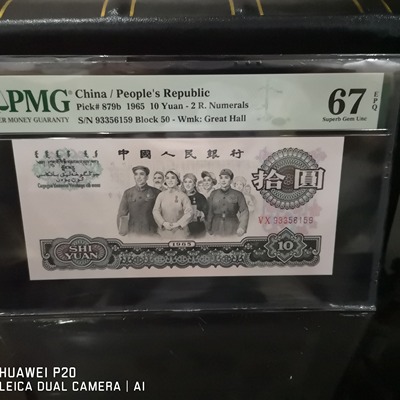 PMG
China / People's Republic
Pick# 879b 1965 10 Yuan - 2 R. Numerals
S/N 93356159 Block 50 - Wmk: Great Hall
MONEY GUARANTY
67 EPQ
Superb Gem Unc
中國人民銀行
拾圓
VX 93356159
SHI
YUAN
1965
10
HUAWEI P20
LEICA DUAL CAMERA | AI